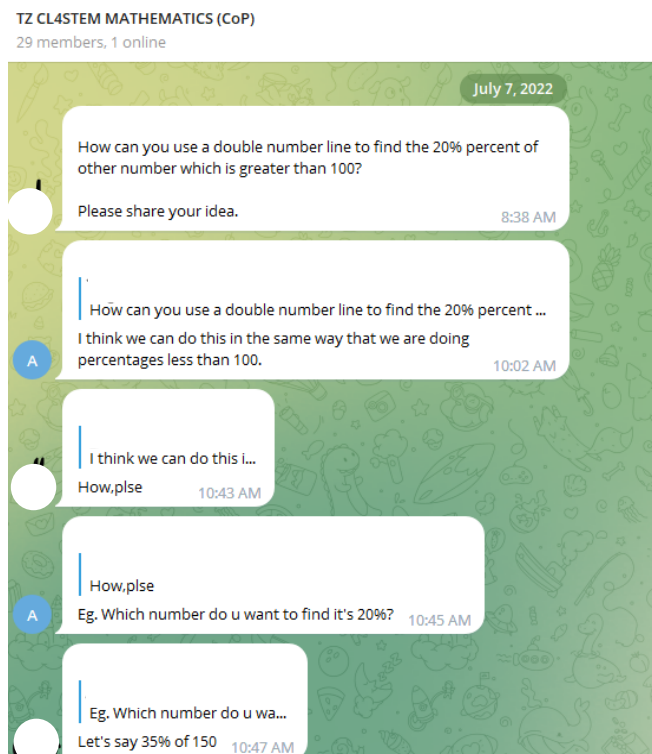 TZ CL4STEM MATHEMATICS (CoP)
29 members, 1 online
July 7, 2022
How can you use a double number line to find the 20% percent of
other number which is greater than 100?
Please share your idea.
8:38 AM
How can you use a double number line to find the 20% percent ...
I think we can do this in the same way that we are doing
percentages less than 100.
10:02 AM
A
I think we can do this i...
How,plse
10:43 AM
How,plse
Eg. Which number do u want to find it's 20%?
10:45 AM
A
Eg. Which number do u wa...
Let's say 35% of 150
10:47 AM